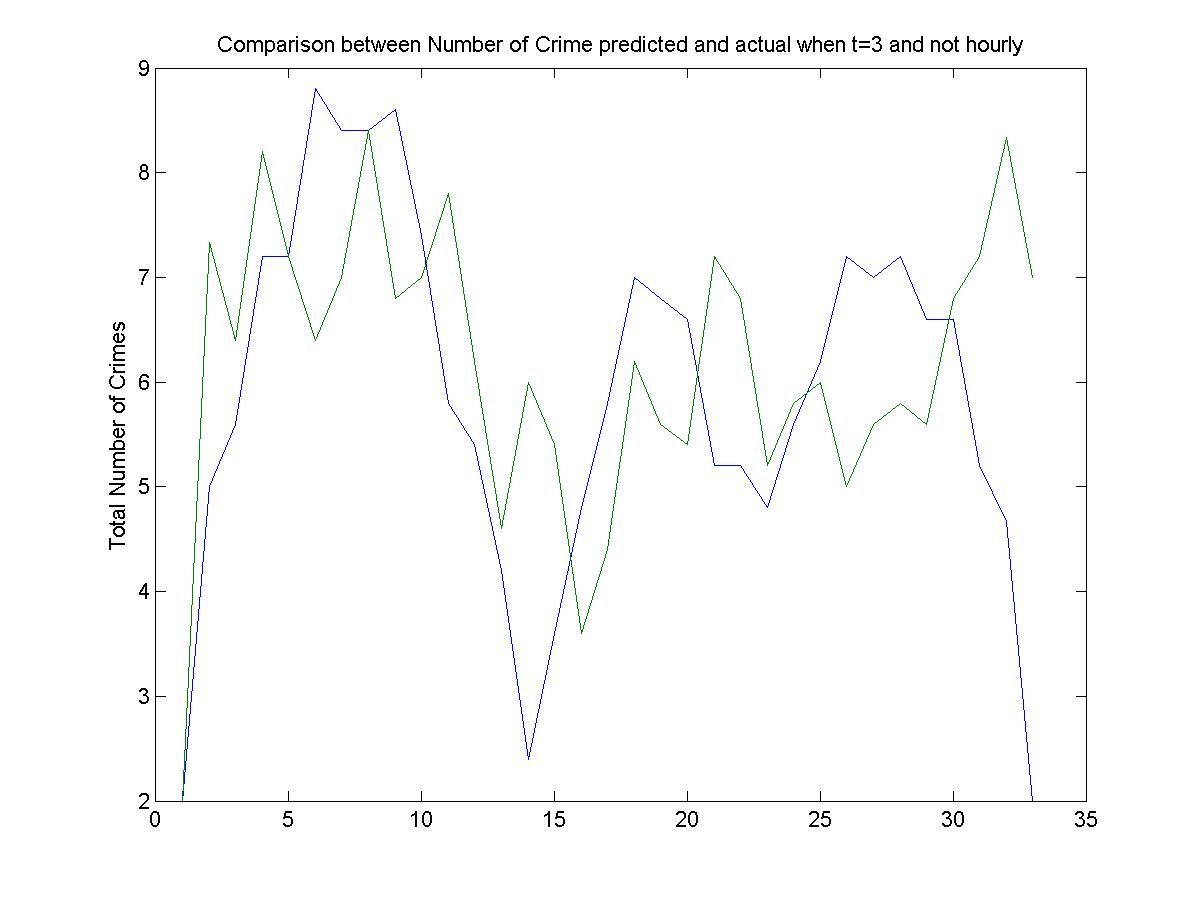 Comparison between Number of Crime predicted and actual when t=3 and not hourly
9
8
7
6
5
4
3
2
Total Number of Crimes
0 5 10 15 20 25 30 35